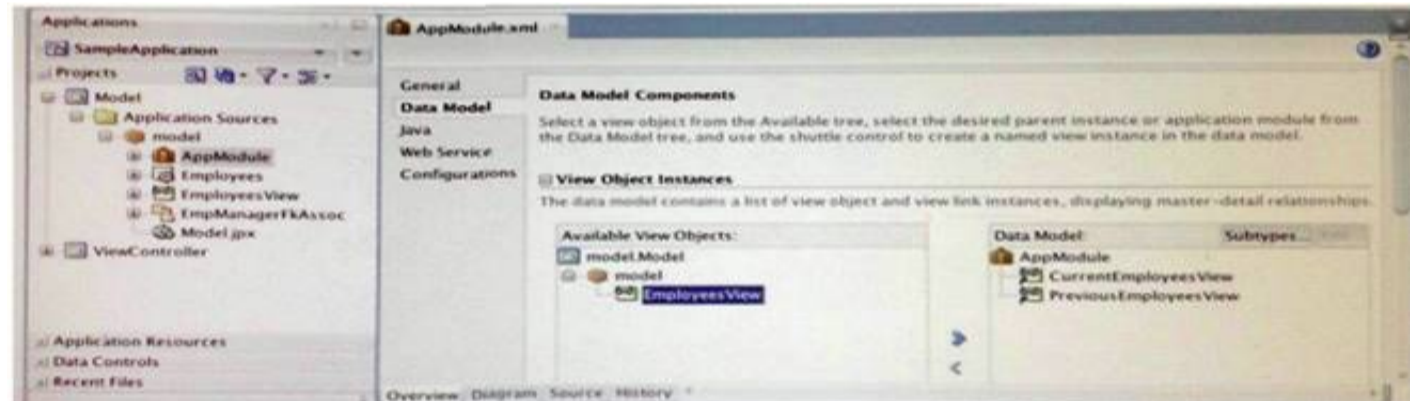 Applications
SampleApplication
Projects
Model
Application Sources
model
AppModule
Employees
EmployeesView
EmpManagerFkAssoc
Model.jpx
ViewController
Application Resources
Data Controls
Recent Files
AppModule.xml
General
Data Model
Java
Web Service
Configurations
Data Model Components
Select a view object from the Available tree, select the desired parent instance or application module from
the Data Model tree, and use the shuttle control to create a named view instance in the data model.
View Object Instances
The data model contains a list of view object and view link instances, displaying master-detail relationships.
Available View Objects:
model.Model
model
EmployeesView
Data Model:
Subtypes...
AppModule
CurrentEmployeesView
PreviousEmployeesView
Overview Diagram Source History